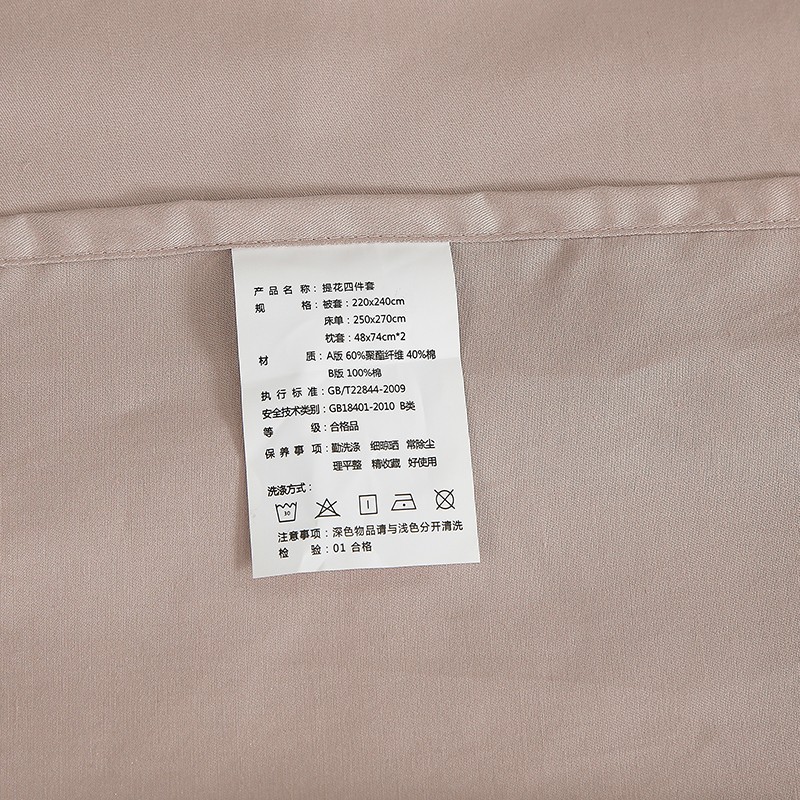 产品名称：提花四件套
规格：被套：220x240cm
床单：250x270cm
枕套：48x74cm*2
材质：A版 60%聚酯纤维 40%棉
B版 100%棉
执行标准：GB/T22844-2009
安全技术类别：GB18401-2010 B类
等级：合格品
保养事项：勤洗涤 细晾晒 常除尘
理平整 精收藏 好使用
洗涤方式：
30
注意事项：深色物品请与浅色分开清洗
检验：01 合格